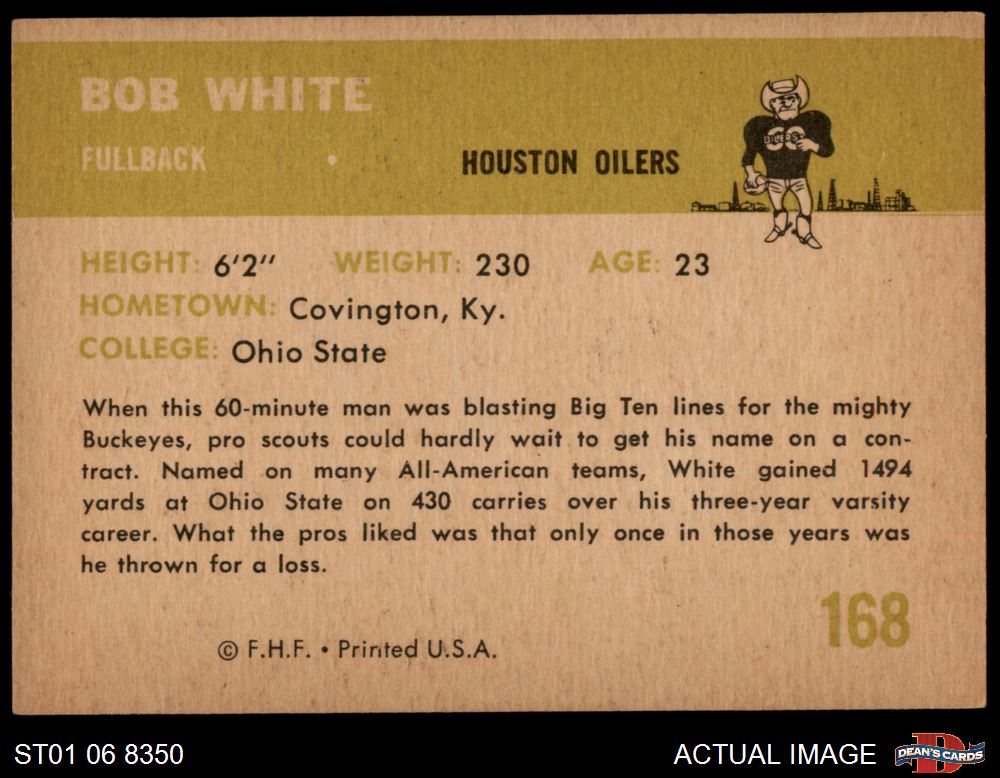 BOB WHITE
FULLBACK • HOUSTON OILERS
OILERS
HEIGHT: 6'2" WEIGHT: 230 AGE: 23
HOMETOWN: Covington, Ky.
COLLEGE: Ohio State
When this 60-minute man was blasting Big Ten lines for the mighty
Buckeyes, pro scouts could hardly wait to get his name on a con-
tract. Named on many All-American teams, White gained 1494
yards at Ohio State on 430 carries over his three-year varsity
career. What the pros liked was that only once in those years was
he thrown for a loss.
168
© F.H.F. • Printed U.S.A.
ST01 06 8350
ACTUAL IMAGE
DEAN'S CARDS